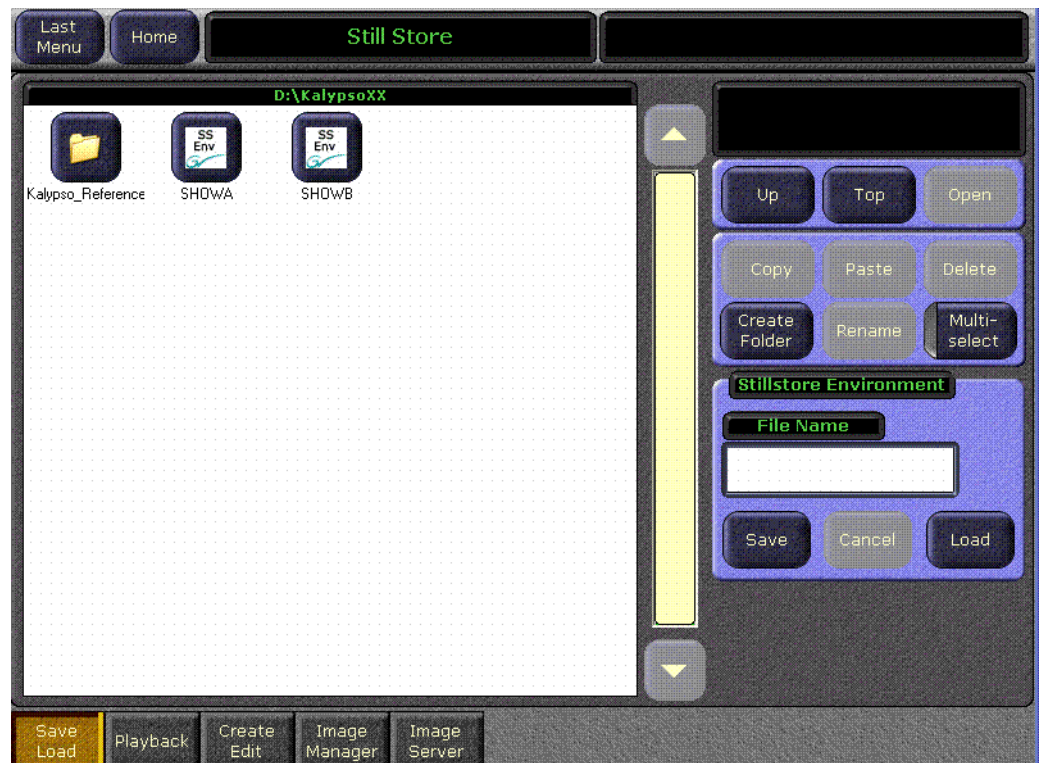 Last
Menu
Home
Still Store
D:\KalypsoXX
SS
Env
SS
Env
Kalypso_Reference
SHOWA
SHOWB
Up
Top
Open
Copy
Paste
Delete
Create
Folder
Rename
Multi-
select
Stillstore Environment
File Name
Save
Cancel
Load
Save
Load
Playback
Create
Edit
Image
Manager
Image
Server